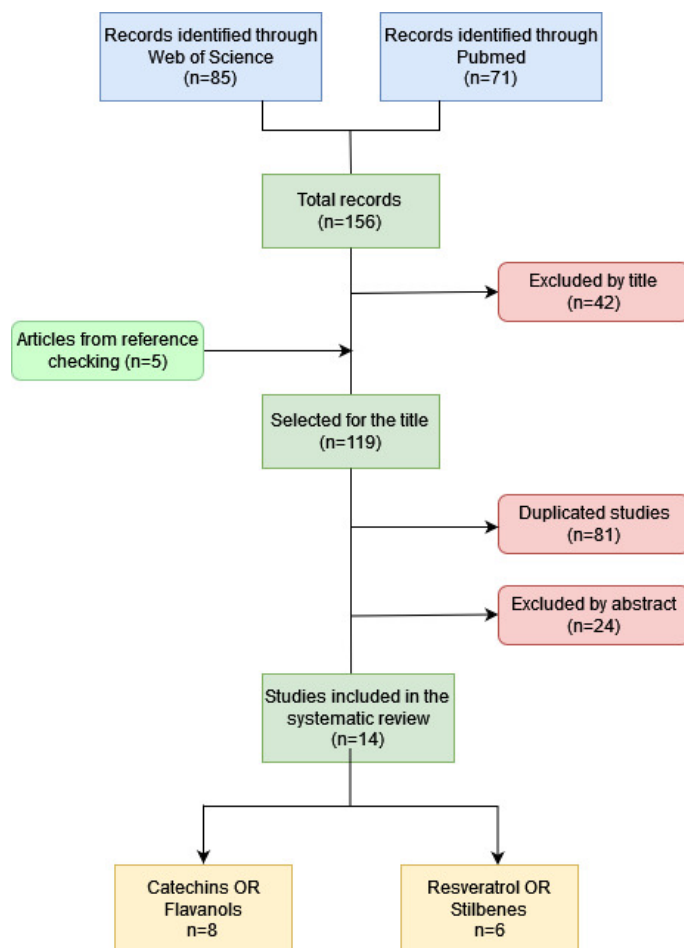 Records identified through
Web of Science
(n=85)
Records identified through
Pubmed
(n=71)
Total records
(n=156)
Excluded by title
(n=42)
Articles from reference
checking (n=5)
Selected for the title
(n=119)
Duplicated studies
(n=81)
Excluded by abstract
(n=24)
Studies included in the
systematic review
(n=14)
Catechins OR
Flavanols
n=8
Resveratrol OR
Stilbenes
n=6